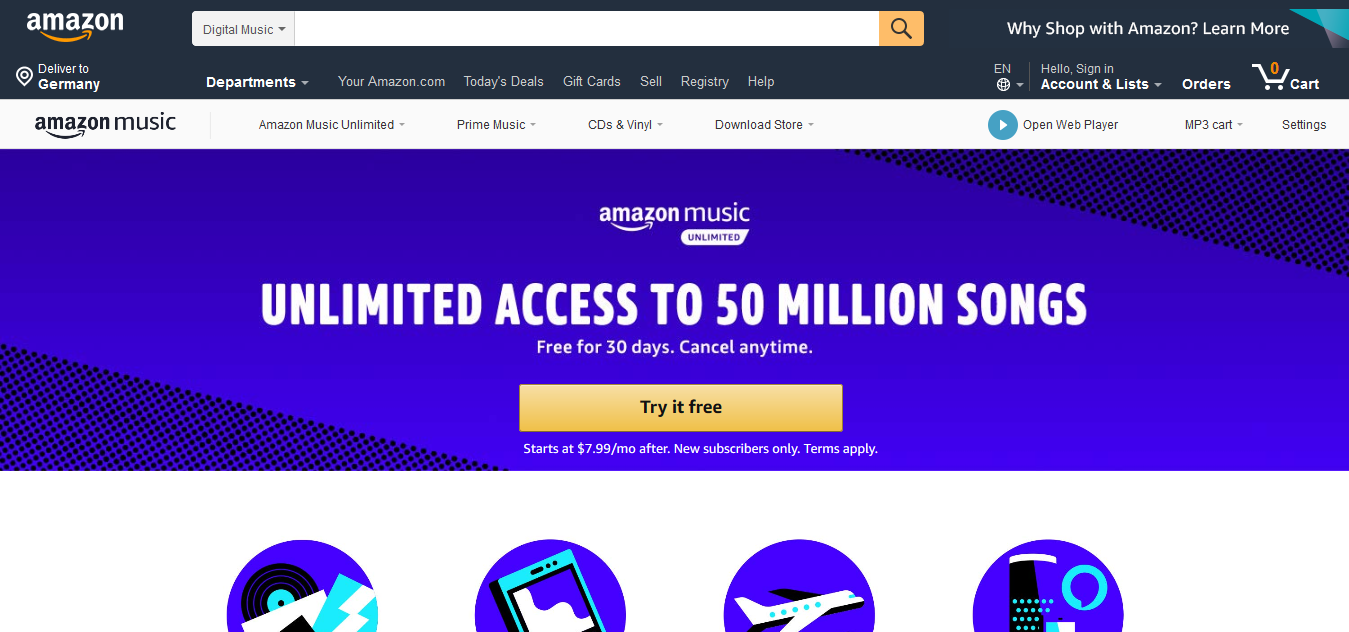 amazon
Digital Music
Why Shop with Amazon? Learn More
Deliver to
Germany
Departments
Your Amazon.com
Today's Deals
Gift Cards
Sell
Registry
Help
EN
Hello, Sign in
Account & Lists
Orders
0
Cart
amazon music
Amazon Music Unlimited
Prime Music
CDs & Vinyl
Download Store
Open Web Player
MP3 cart
Settings
amazon music
UNLIMITED
UNLIMITED ACCESS TO 50 MILLION SONGS
Free for 30 days. Cancel anytime.
Try it free
Starts at $7.99/mo after. New subscribers only. Terms apply.